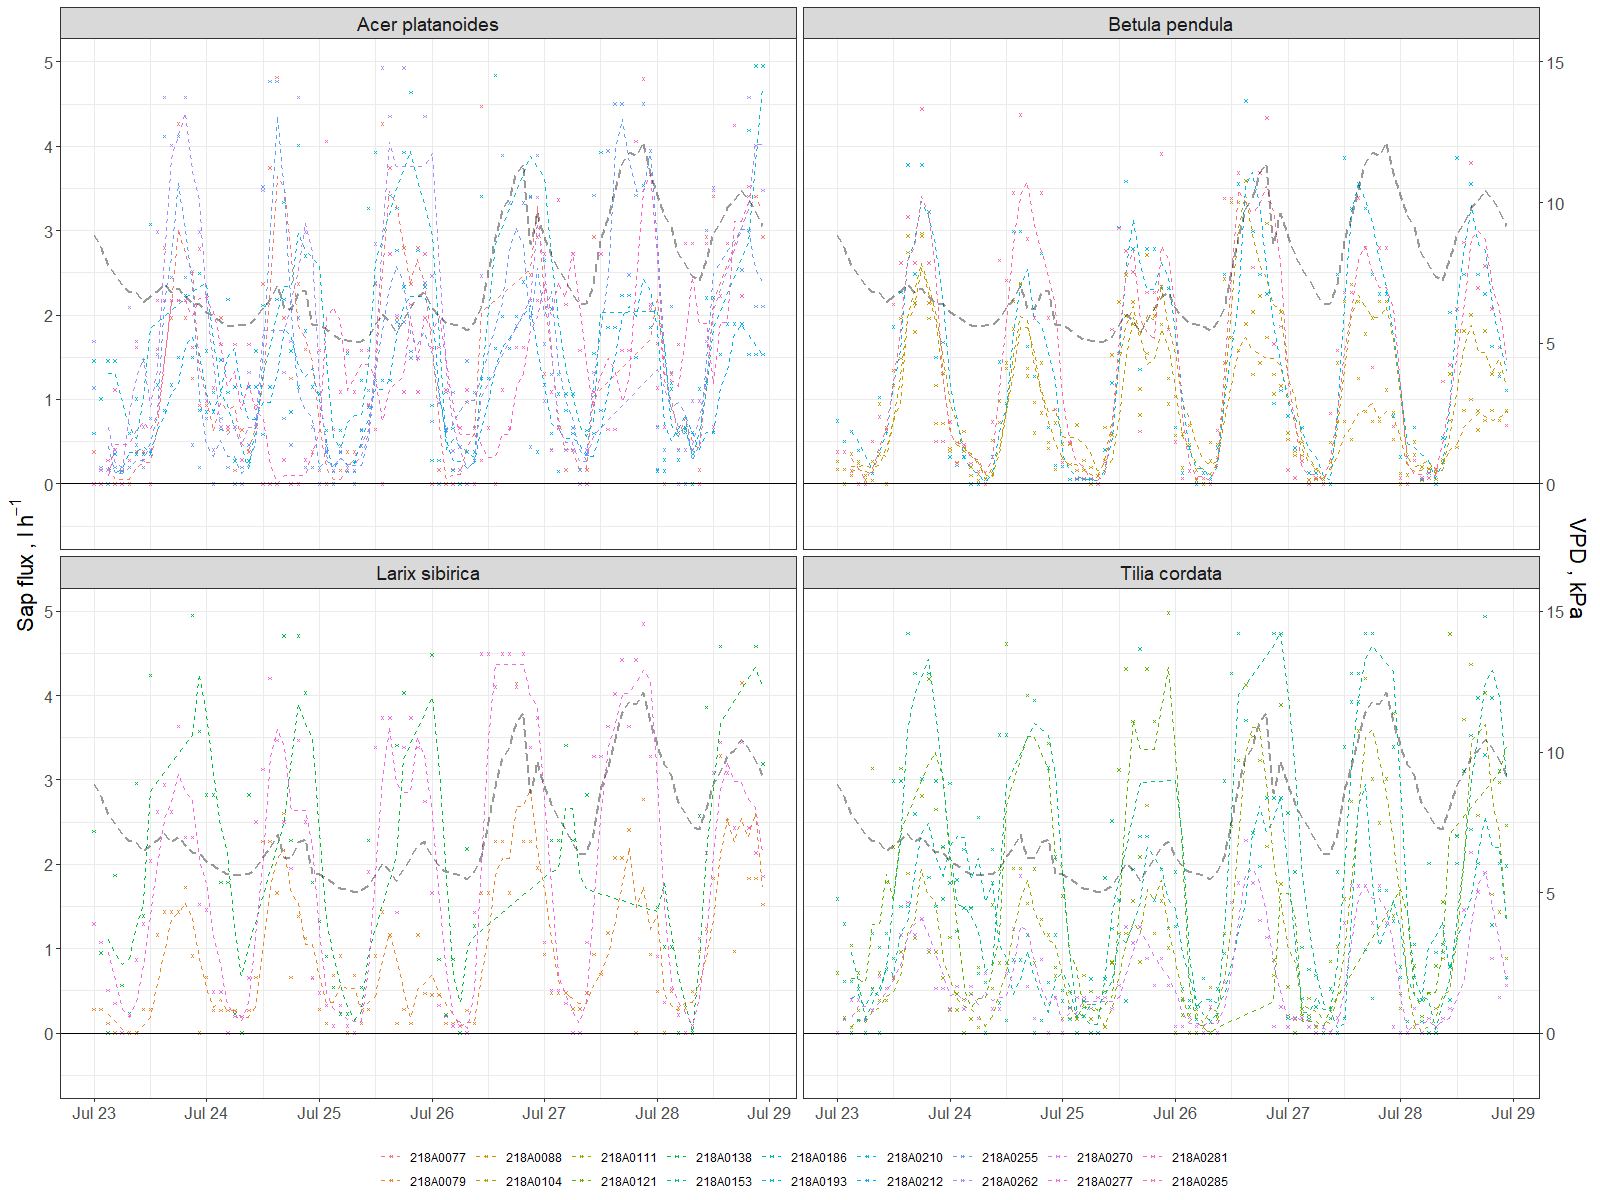 Acer platanoides
Betula pendula
5
4
3
2
1
0
15
10
5
0
Sap flux , l h⁻¹
VPD , kPa
Larix sibirica
Tilia cordata
5
4
3
2
1
0
15
10
5
0
Jul 23 Jul 24 Jul 25 Jul 26 Jul 27 Jul 28 Jul 29
Jul 23 Jul 24 Jul 25 Jul 26 Jul 27 Jul 28 Jul 29
218A0077 218A0088 218A0111 218A0138 218A0186 218A0210 218A0255 218A0270 218A0281
218A0079 218A0104 218A0121 218A0153 218A0193 218A0212 218A0262 218A0277 218A0285